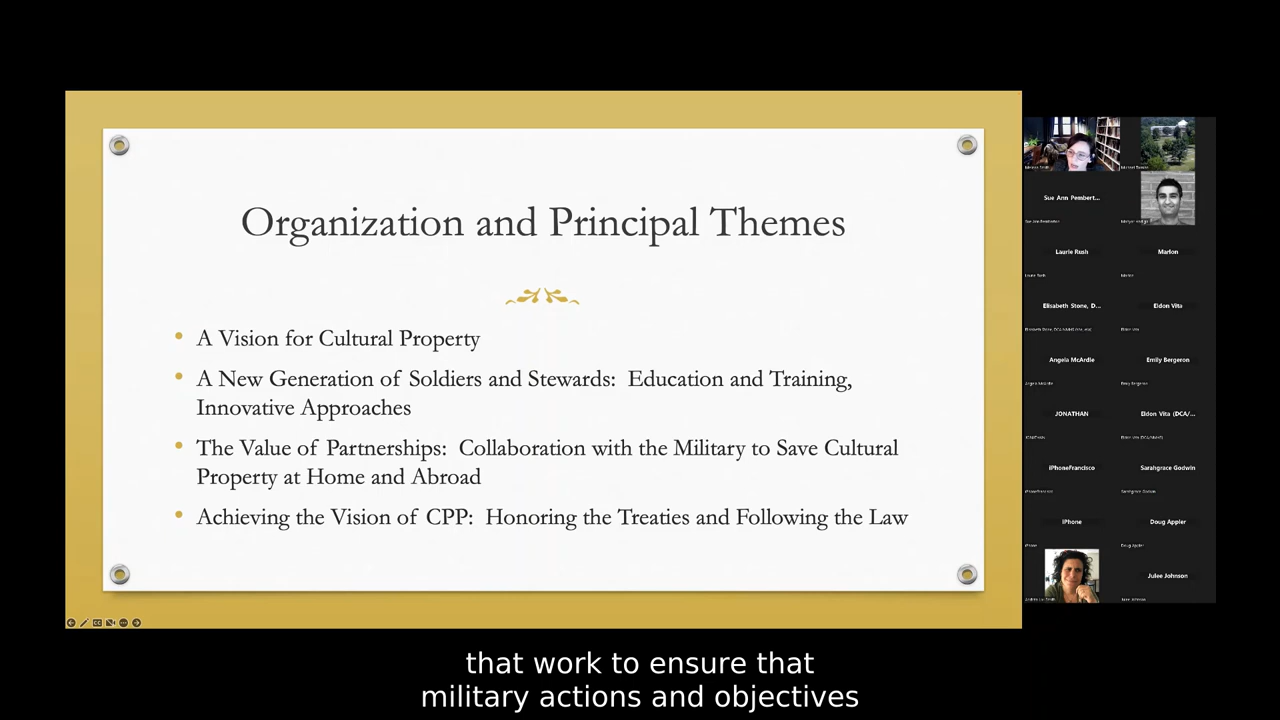 Organization and Principal Themes
A Vision for Cultural Property
A New Generation of Soldiers and Stewards: Education and Training,
Innovative Approaches
The Value of Partnerships: Collaboration with the Military to Save Cultural
Property at Home and Abroad
Achieving the Vision of CPP: Honoring the Treaties and Following the Law
Sue Ann Pembert...
Laurie Rush
Marlon
Elisabeth Stone, D...
Eldon Vita
Angela McArdle
Emily Bergeron
JONATHAN
Eldon Vita (DCA/...
iPhoneFrancisco
Sarahgrace Godwin
iPhone
Doug Appler
Julee Johnson
that work to ensure that
military actions and objectives